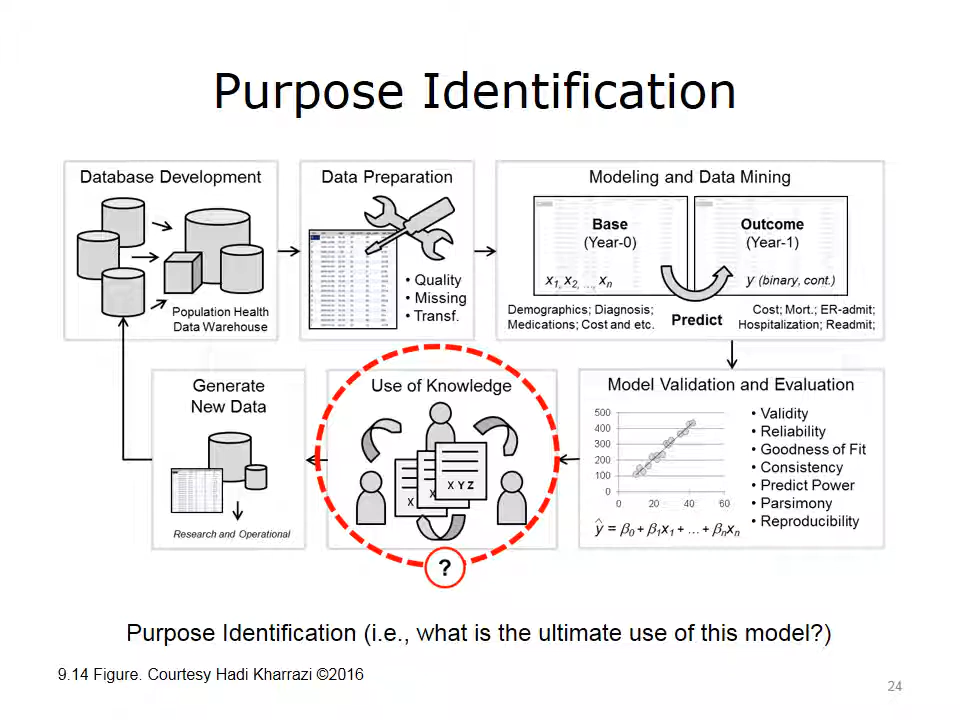 Purpose Identification
Database Development
Population Health
Data Warehouse
Data Preparation
• Quality
• Missing
• Transf.
Modeling and Data Mining
Base
(Year-0)
x1, x2, ..., xn
Outcome
(Year-1)
y (binary, cont.)
Demographics; Diagnosis;
Medications; Cost and etc.
Predict
Cost; Mort.; ER-admit;
Hospitalization; Readmit;
Generate
New Data
Research and Operational
Use of Knowledge
X
X
X Y Z
?
Model Validation and Evaluation
500
400
300
200
100
0
0 20 40 60
ŷ = β0 + β1x1 + ... + βnxn
• Validity
• Reliability
• Goodness of Fit
• Consistency
• Predict Power
• Parsimony
• Reproducibility
Purpose Identification (i.e., what is the ultimate use of this model?)
9.14 Figure. Courtesy Hadi Kharrazi ©2016
24